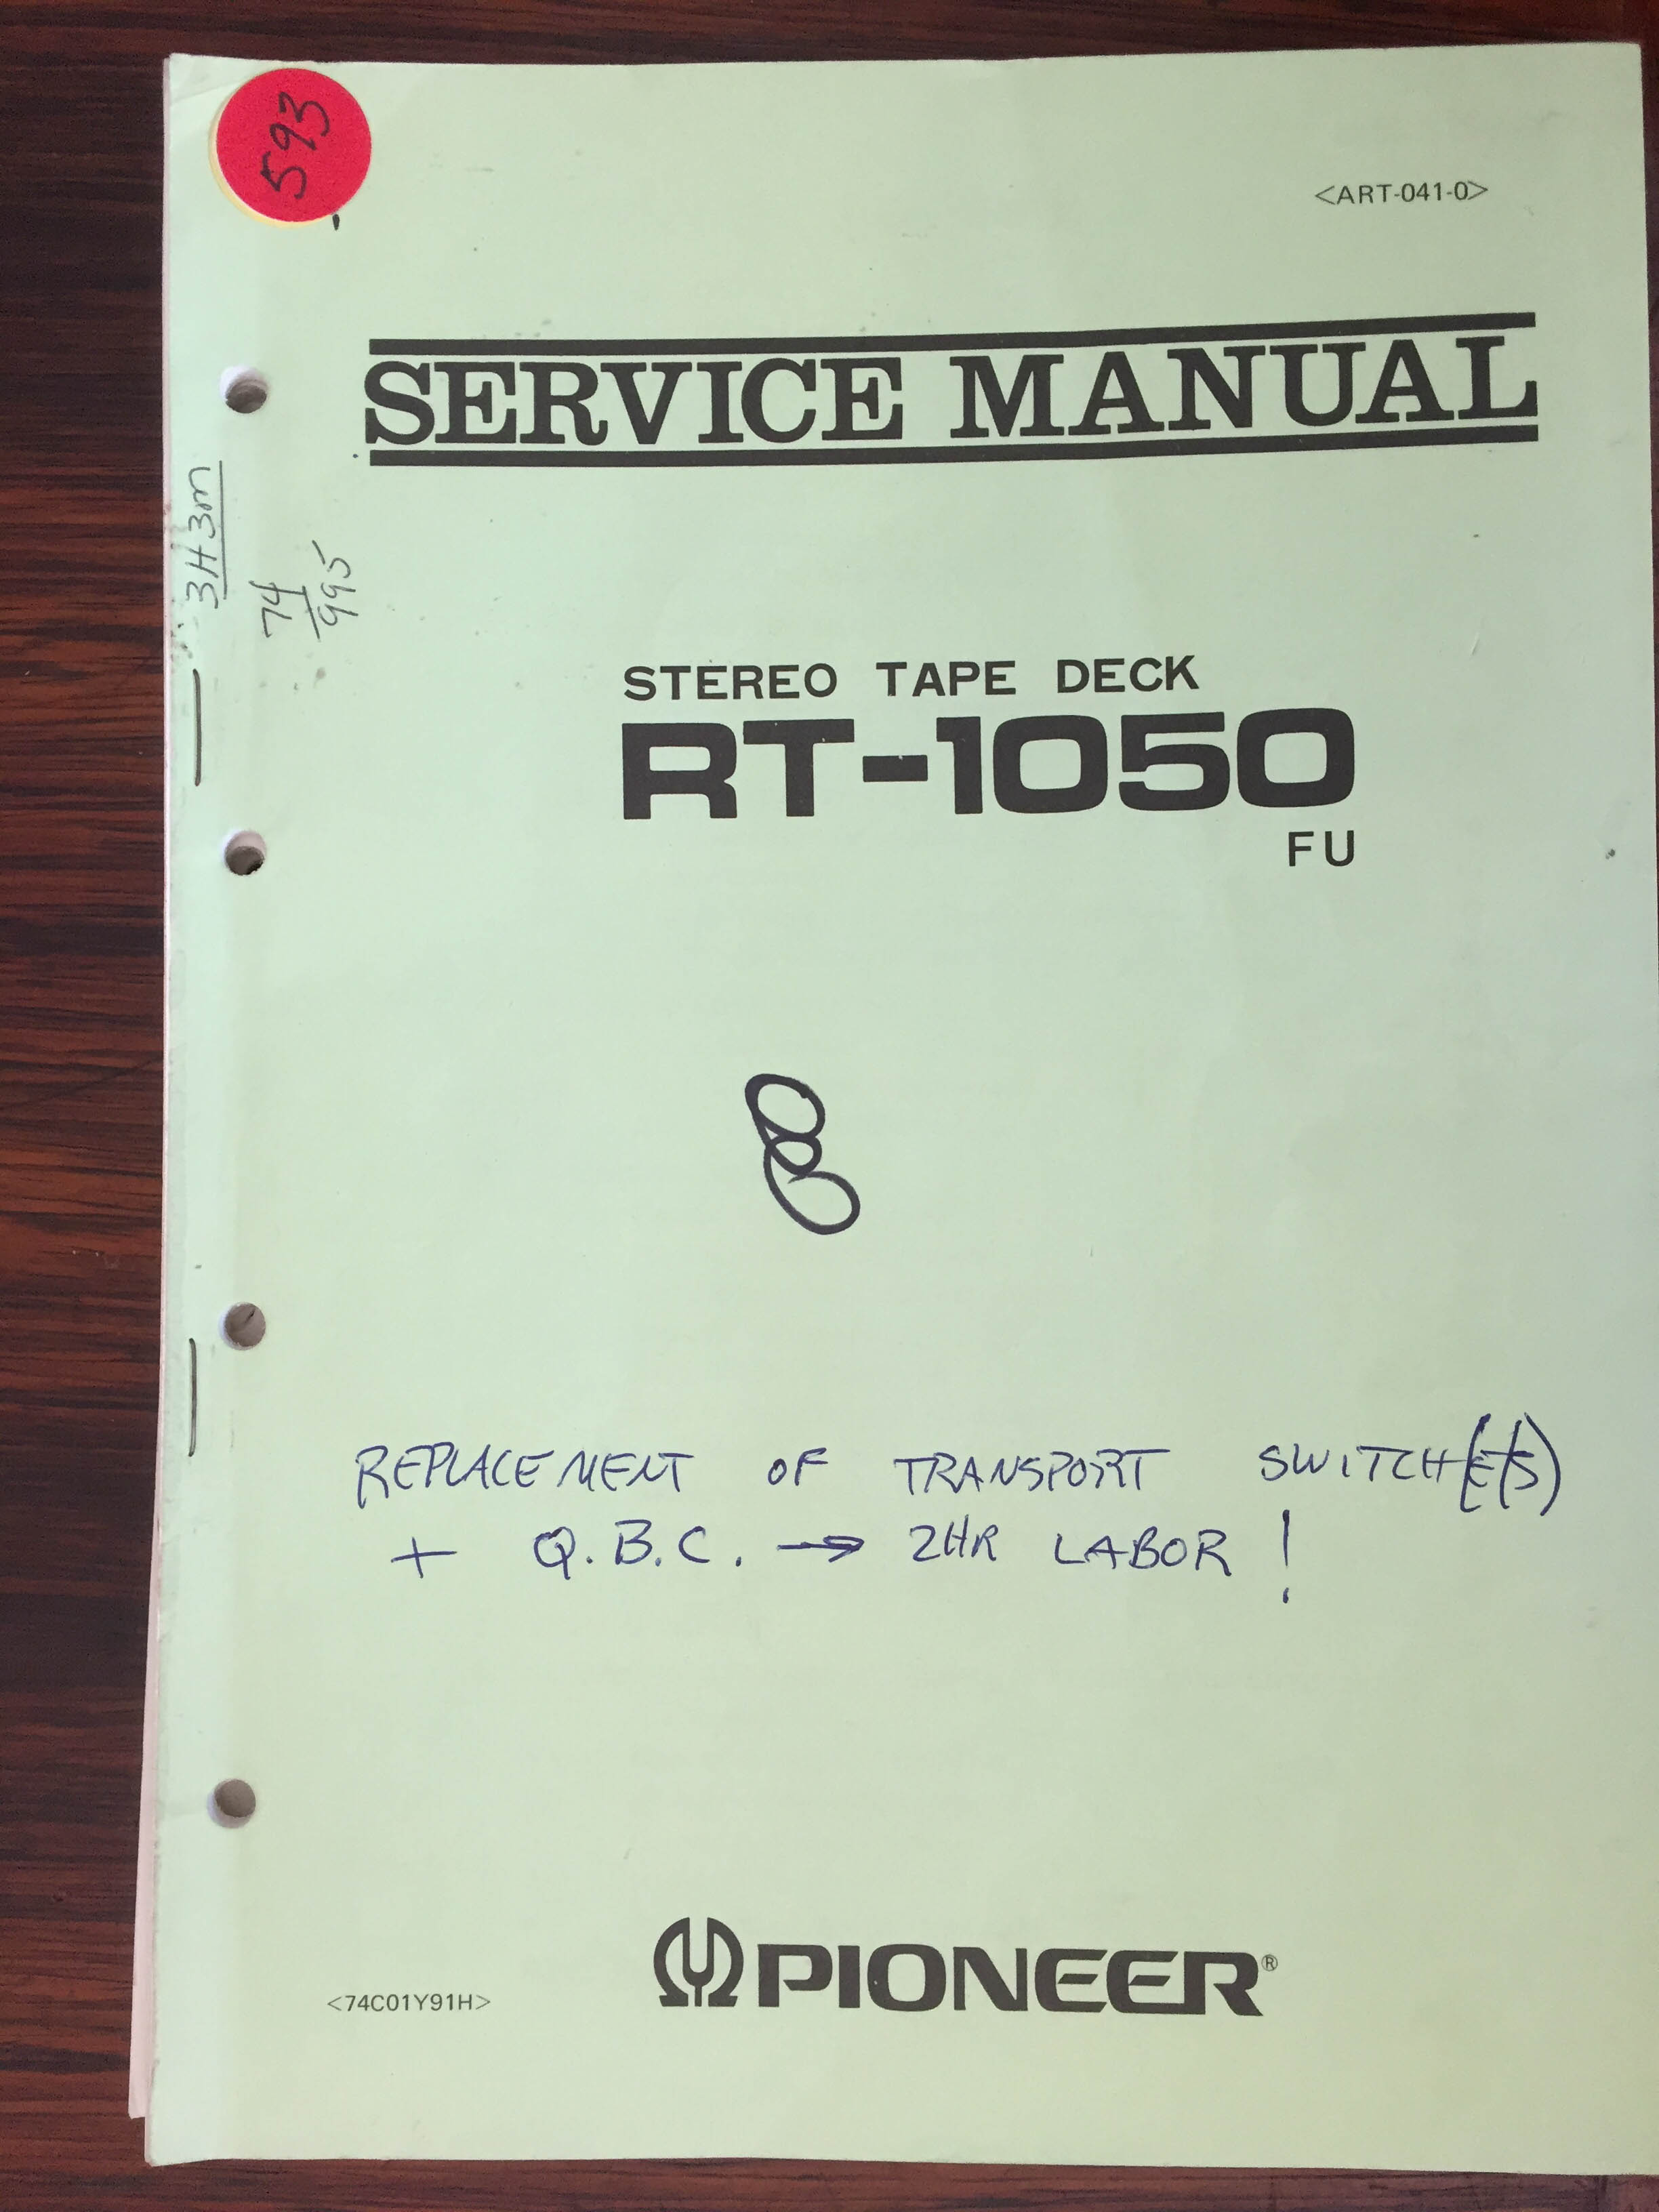 593
<ART-041-0>
SERVICE MANUAL
3H3m
74
995
STEREO TAPE DECK
RT-1050
FU
8
REPLACEMENT OF TRANSPORT SWITCH(E/S)
+ Q.B.C. → 2HR LABOR!
PIONEER®
<74C01Y91H>